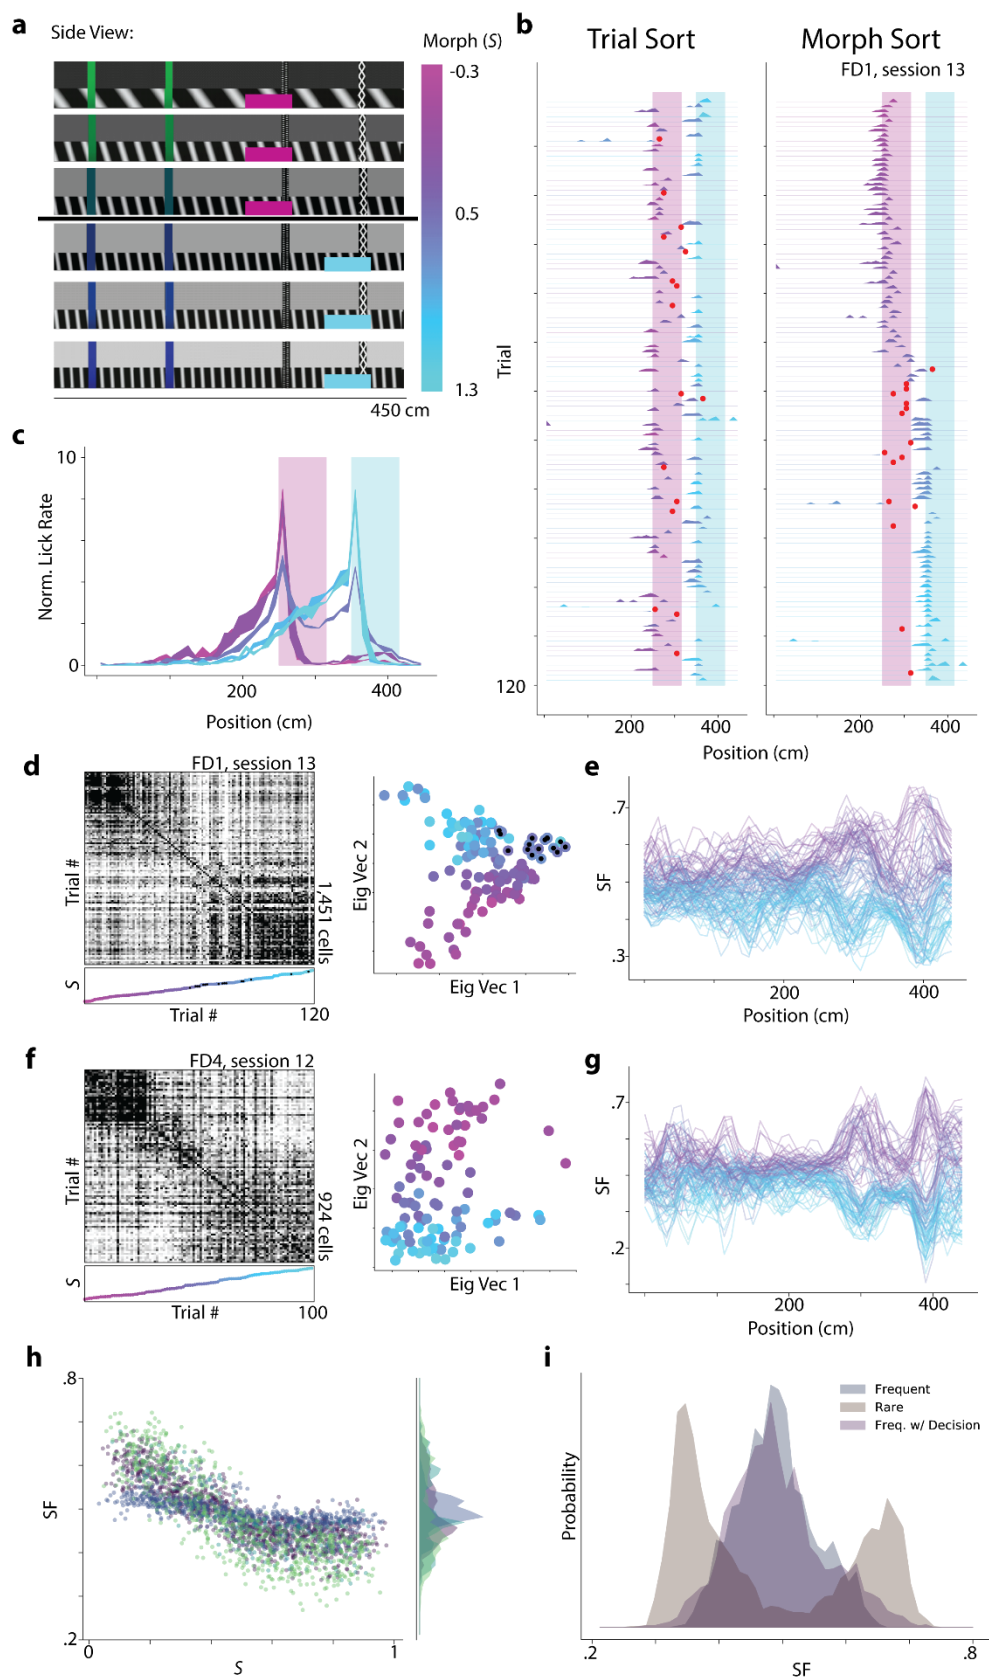 a
Side View:
Morph (S)
-0.3
0.5
1.3
450 cm
b
Trial Sort
Morph Sort
FD1, session 13
Trial
120
200
400
200
400
Position (cm)
c
10
Norm. Lick Rate
0
200
400
Position (cm)
d
FD1, session 13
Trial #
1,451 cells
S
Trial #
120
Eig Vec 2
Eig Vec 1
e
.7
SF
.3
200
400
Position (cm)
f
FD4, session 12
Trial #
924 cells
S
Trial #
100
Eig Vec 2
Eig Vec 1
g
.7
SF
.2
200
400
Position (cm)
h
.8
SF
.2
0
1
S
i
Frequent
Rare
Freq. w/ Decision
Probability
.2
.8
SF